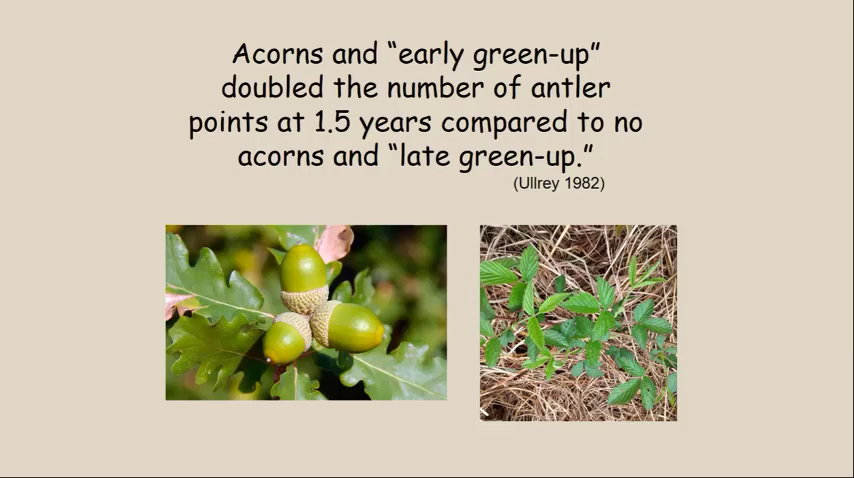 Acorns and “early green-up”
doubled the number of antler
points at 1.5 years compared to no
acorns and “late green-up.”
(Ullrey 1982)